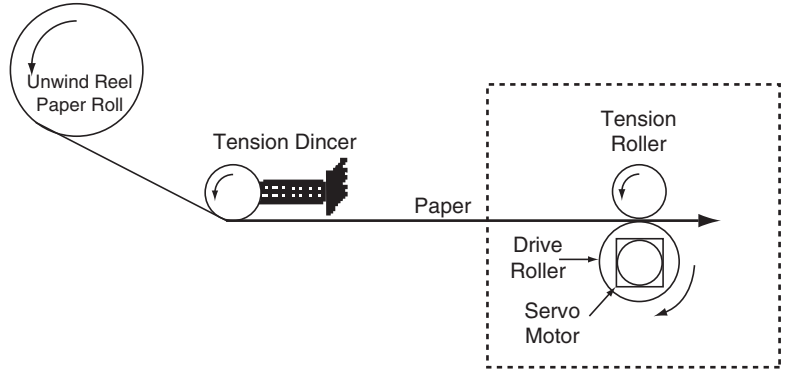 Unwind Reel
Paper Roll
Tension Dincer
Paper
Tension
Roller
Drive
Roller
Servo
Motor